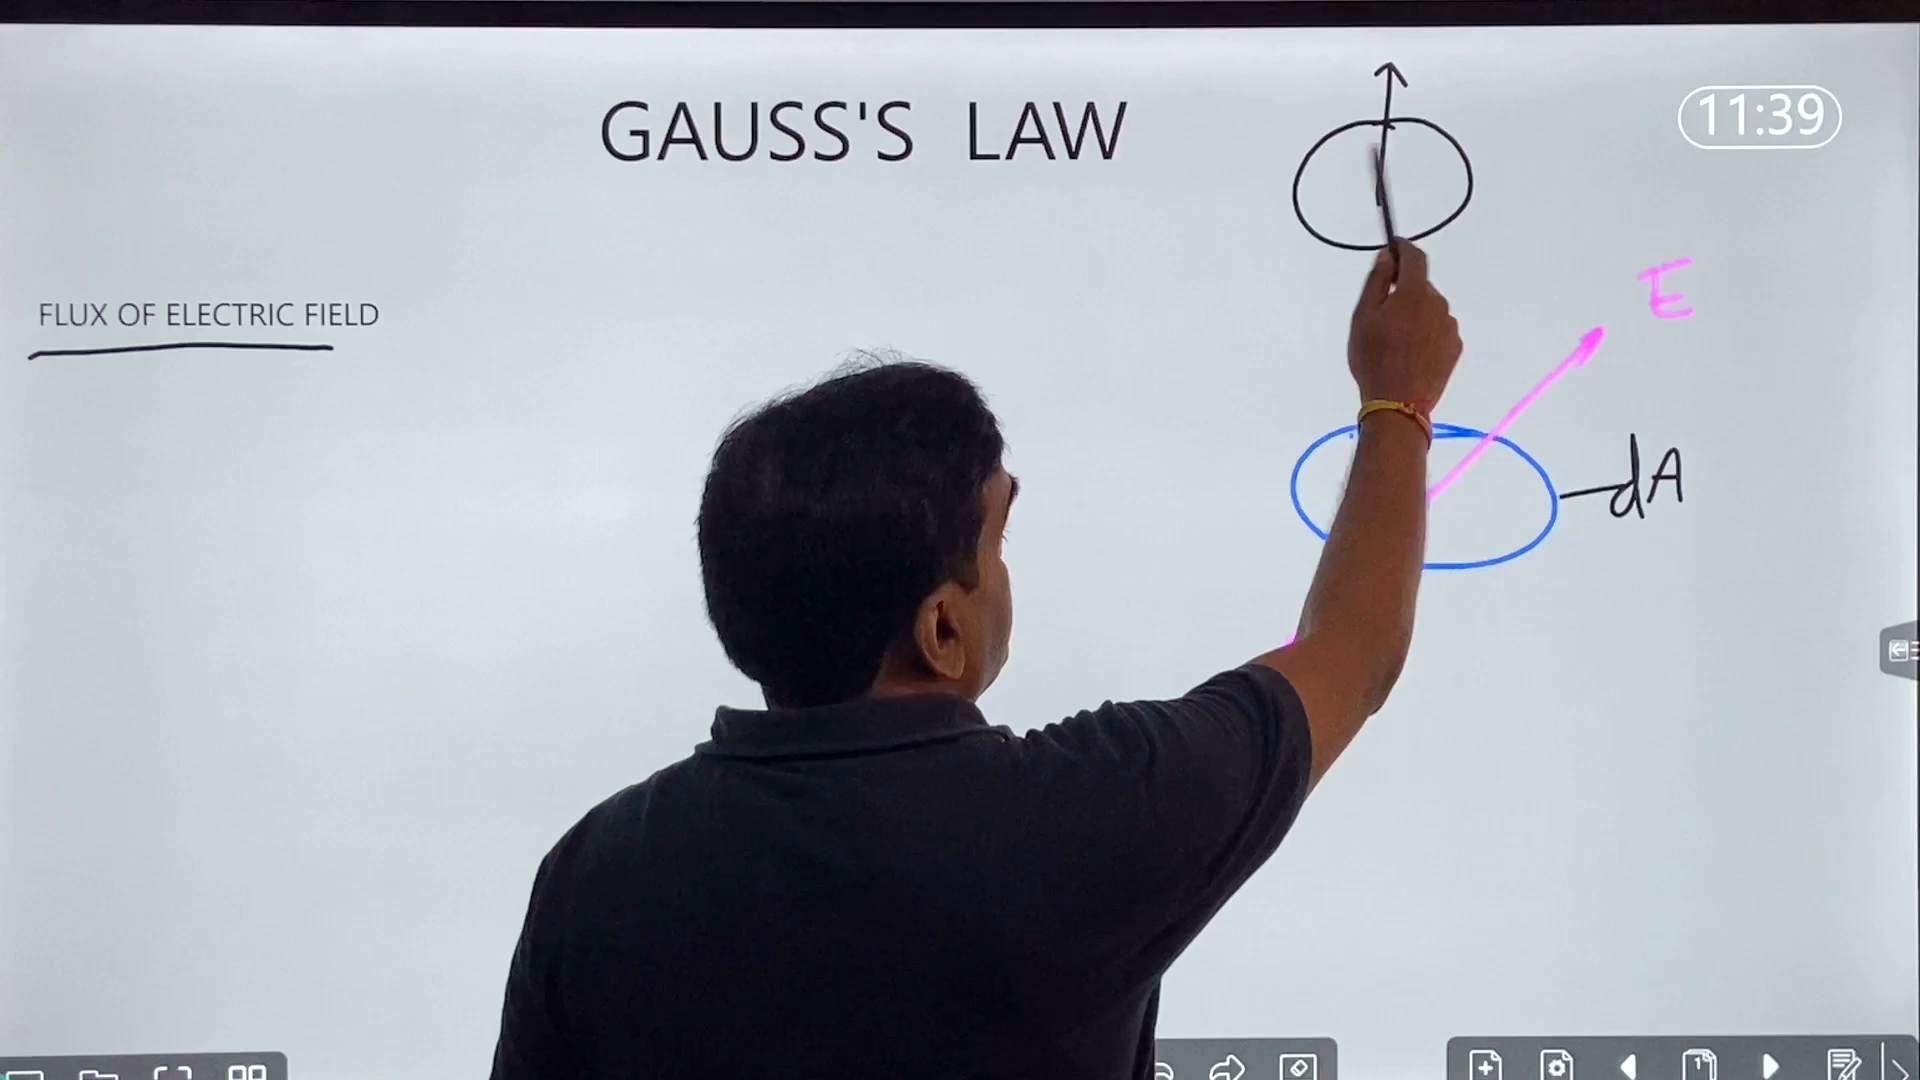 GAUSS'S LAW
11:39
E
FLUX OF ELECTRIC FIELD
dA